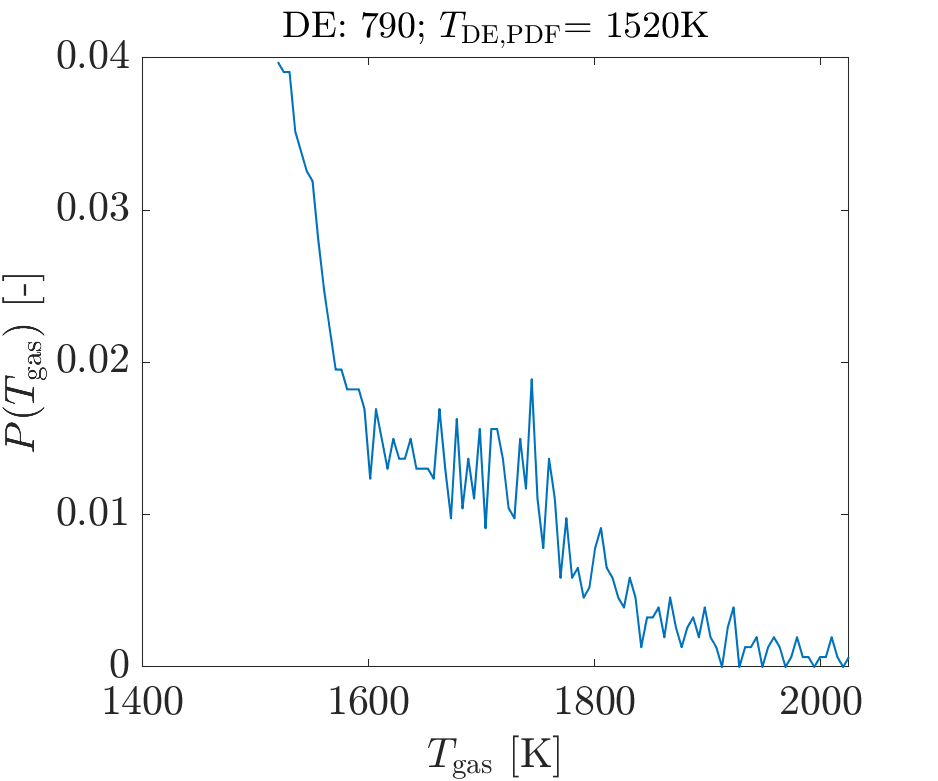 DE: 790; T_DE,PDF= 1520K
0.04
0.03
0.02
0.01
0
P(T_gas) [-]
1400 1600 1800 2000
T_gas [K]